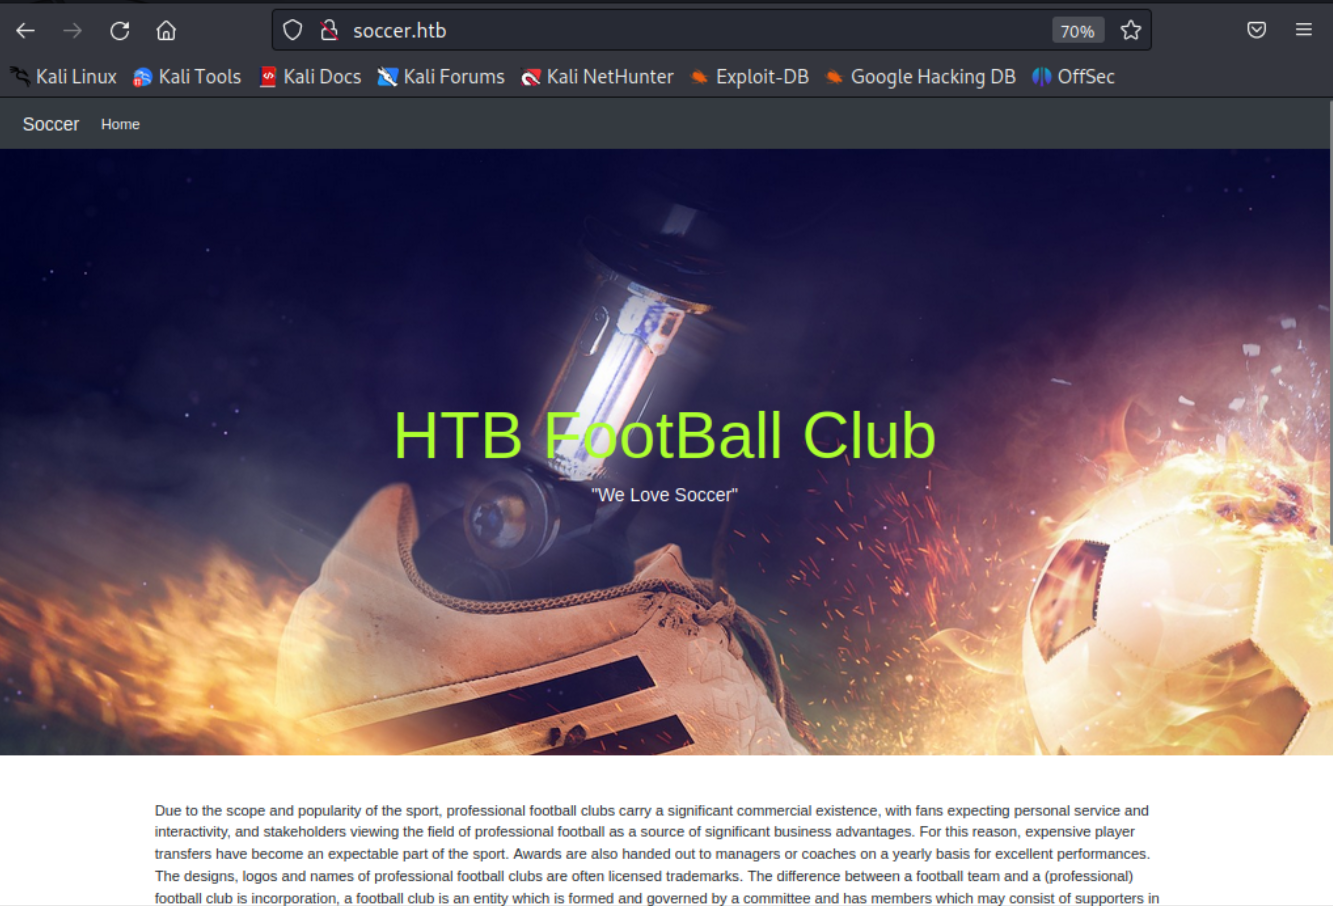 soccer.htb
70%
Kali Linux Kali Tools Kali Docs Kali Forums Kali NetHunter Exploit-DB Google Hacking DB OffSec
Soccer Home
HTB FootBall Club
"We Love Soccer"
Due to the scope and popularity of the sport, professional football clubs carry a significant commercial existence, with fans expecting personal service and
interactivity, and stakeholders viewing the field of professional football as a source of significant business advantages. For this reason, expensive player
transfers have become an expectable part of the sport. Awards are also handed out to managers or coaches on a yearly basis for excellent performances.
The designs, logos and names of professional football clubs are often licensed trademarks. The difference between a football team and a (professional)
football club is incorporation, a football club is an entity which is formed and governed by a committee and has members which may consist of supporters in